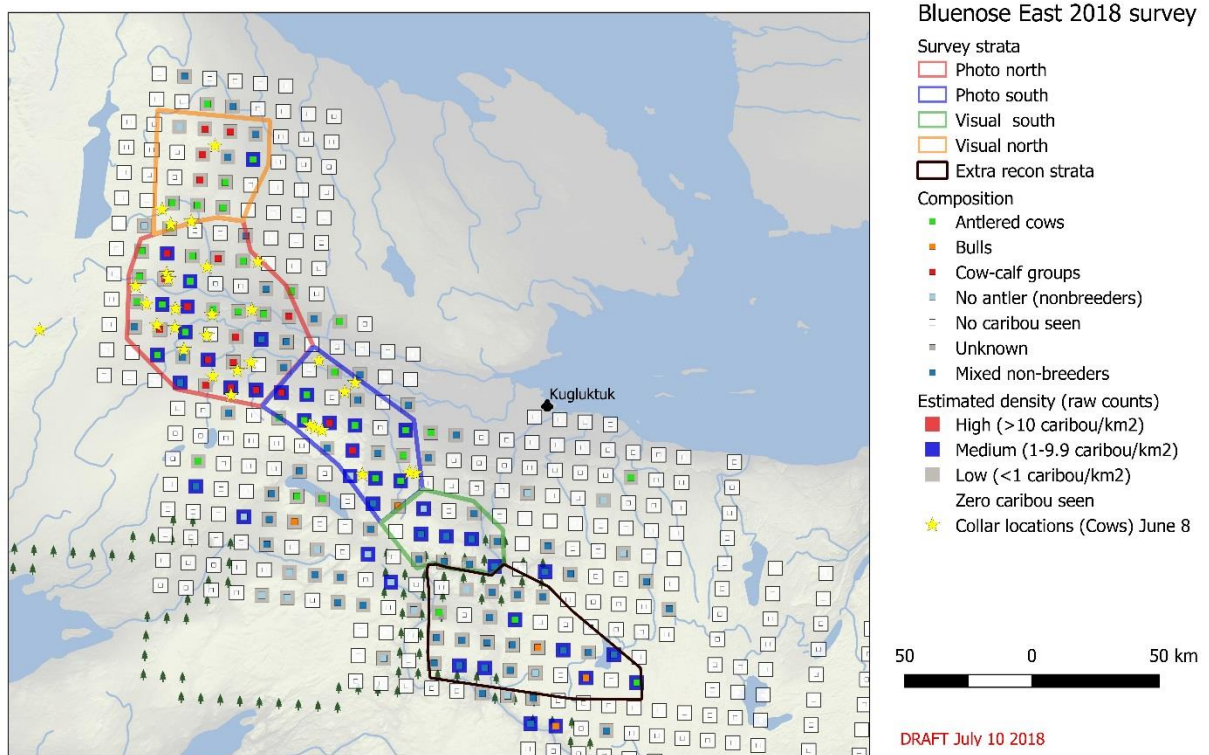 Bluenose East 2018 survey
Survey strata
Photo north
Photo south
Visual south
Visual north
Extra recon strata
Composition
Antlered cows
Bulls
Cow-calf groups
No antler (nonbreeders)
No caribou seen
Unknown
Mixed non-breeders
Estimated density (raw counts)
High (>10 caribou/km2)
Medium (1-9.9 caribou/km2)
Low (<1 caribou/km2)
Zero caribou seen
Collar locations (Cows) June 8
Kugluktuk
50 0 50 km
DRAFT July 10 2018